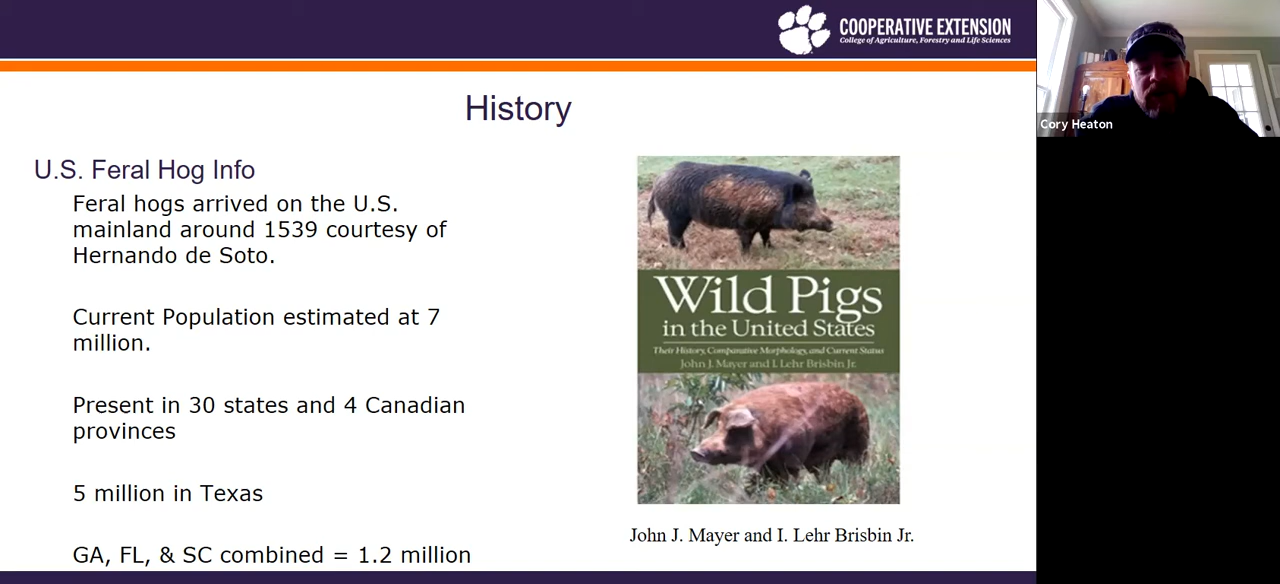 COOPERATIVE EXTENSION
College of Agriculture, Forestry and Life Sciences
Cory Heaton
History
U.S. Feral Hog Info
Feral hogs arrived on the U.S.
mainland around 1539 courtesy of
Hernando de Soto.
Current Population estimated at 7
million.
Present in 30 states and 4 Canadian
provinces
5 million in Texas
GA, FL, & SC combined = 1.2 million
Wild Pigs
in the United States
Their History, Comparative Morphology, and Current Status
John J. Mayer and I. Lehr Brisbin Jr.
John J. Mayer and I. Lehr Brisbin Jr.